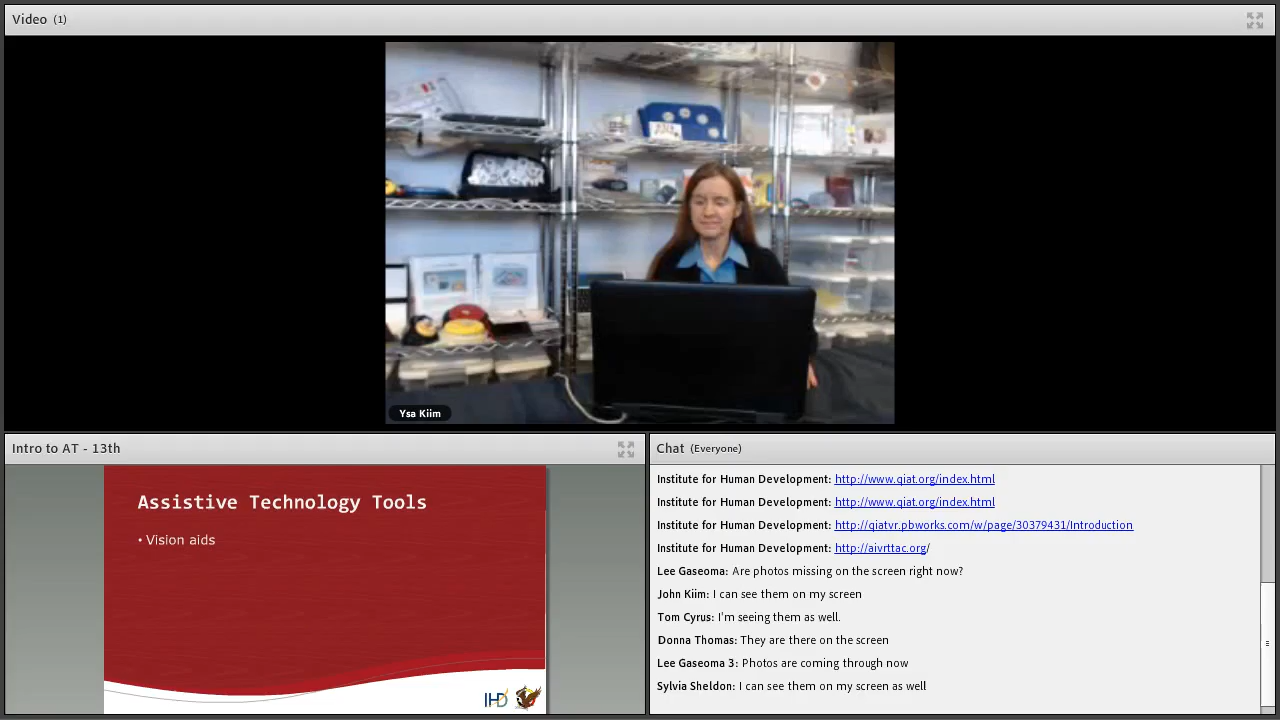 Video (1)
Ysa Kiim
Intro to AT - 13th
Assistive Technology Tools
• Vision aids
IHD
Chat (Everyone)
Institute for Human Development: http://www.qiat.org/index.html
Institute for Human Development: http://www.qiat.org/index.html
Institute for Human Development: http://qiatvr.pbworks.com/w/page/30379431/Introduction
Institute for Human Development: http://aivrttac.org/
Lee Gaseoma: Are photos missing on the screen right now?
John Kiim: I can see them on my screen
Tom Cyrus: I'm seeing them as well.
Donna Thomas: They are there on the screen
Lee Gaseoma 3: Photos are coming through now
Sylvia Sheldon: I can see them on my screen as well